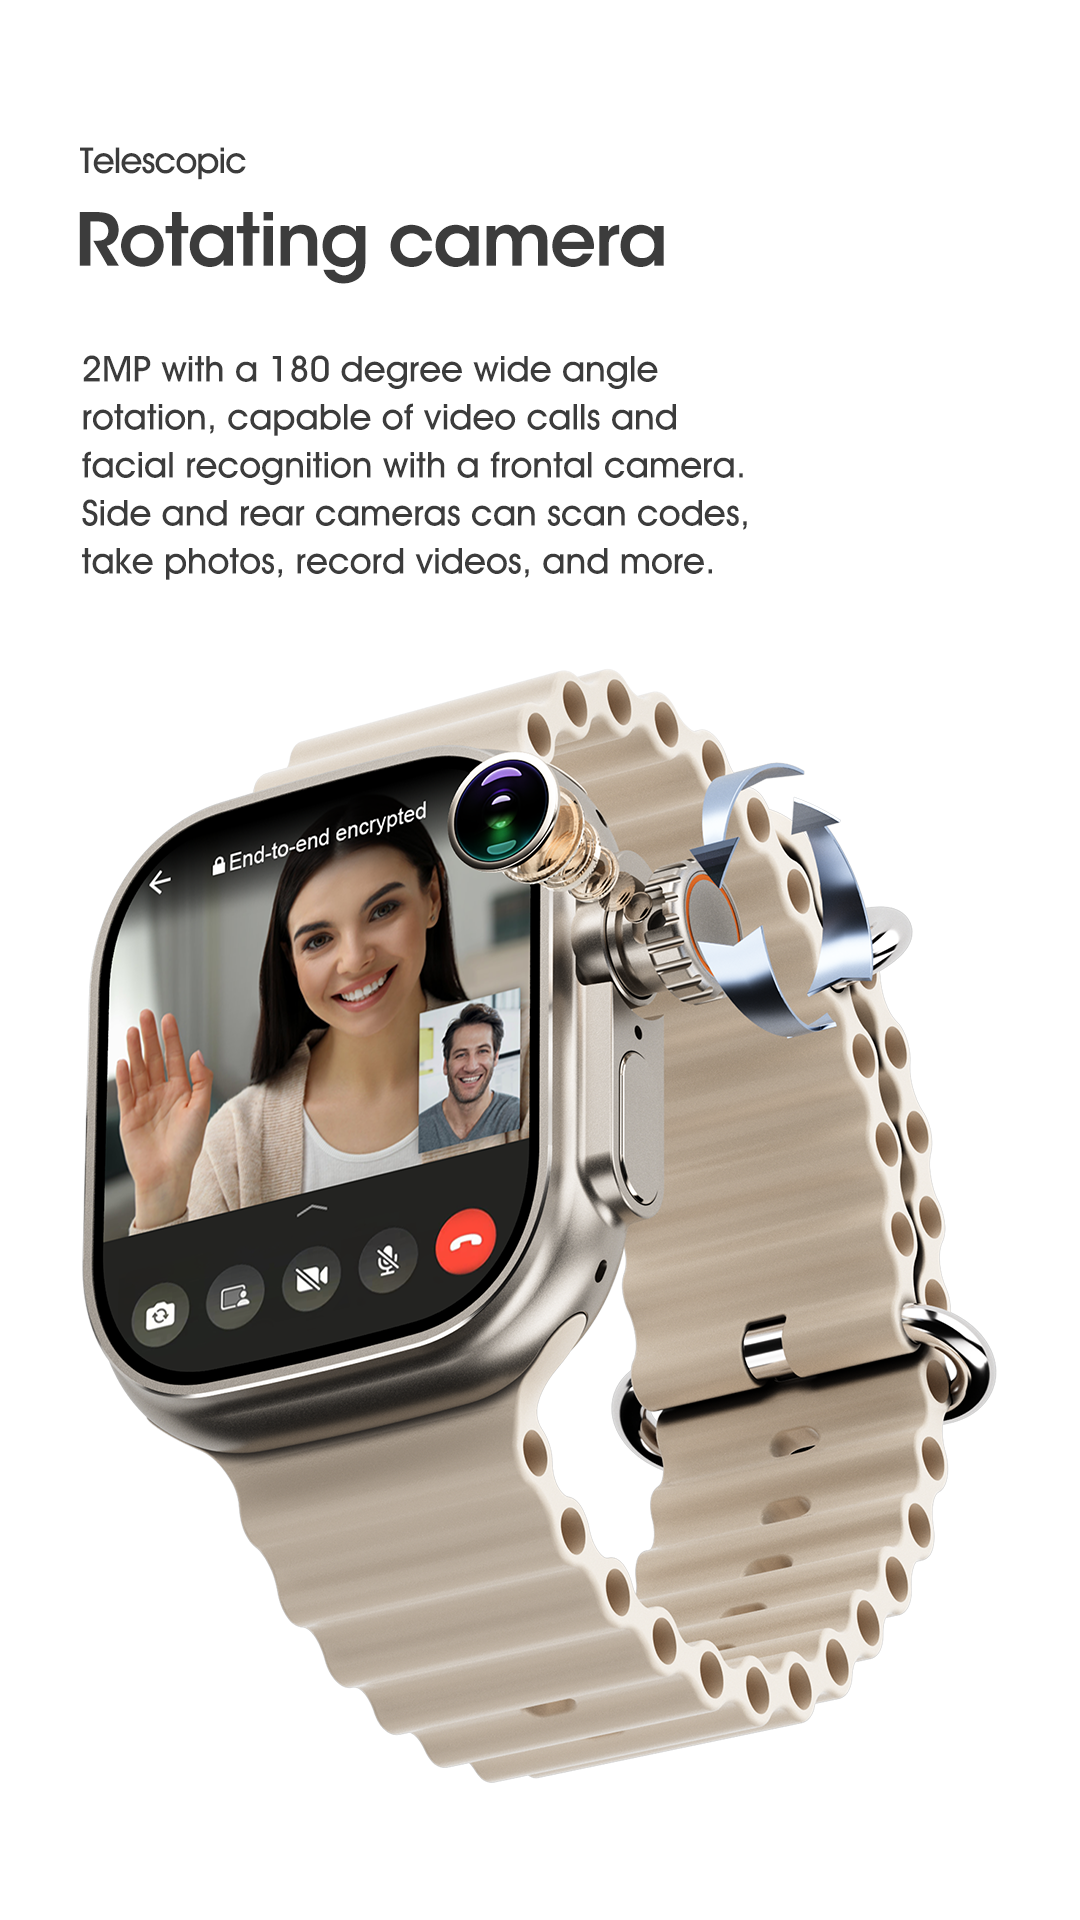 Telescopic
Rotating camera
2MP with a 180 degree wide angle
rotation, capable of video calls and
facial recognition with a frontal camera.
Side and rear cameras can scan codes,
take photos, record videos, and more.
End-to-end encrypted